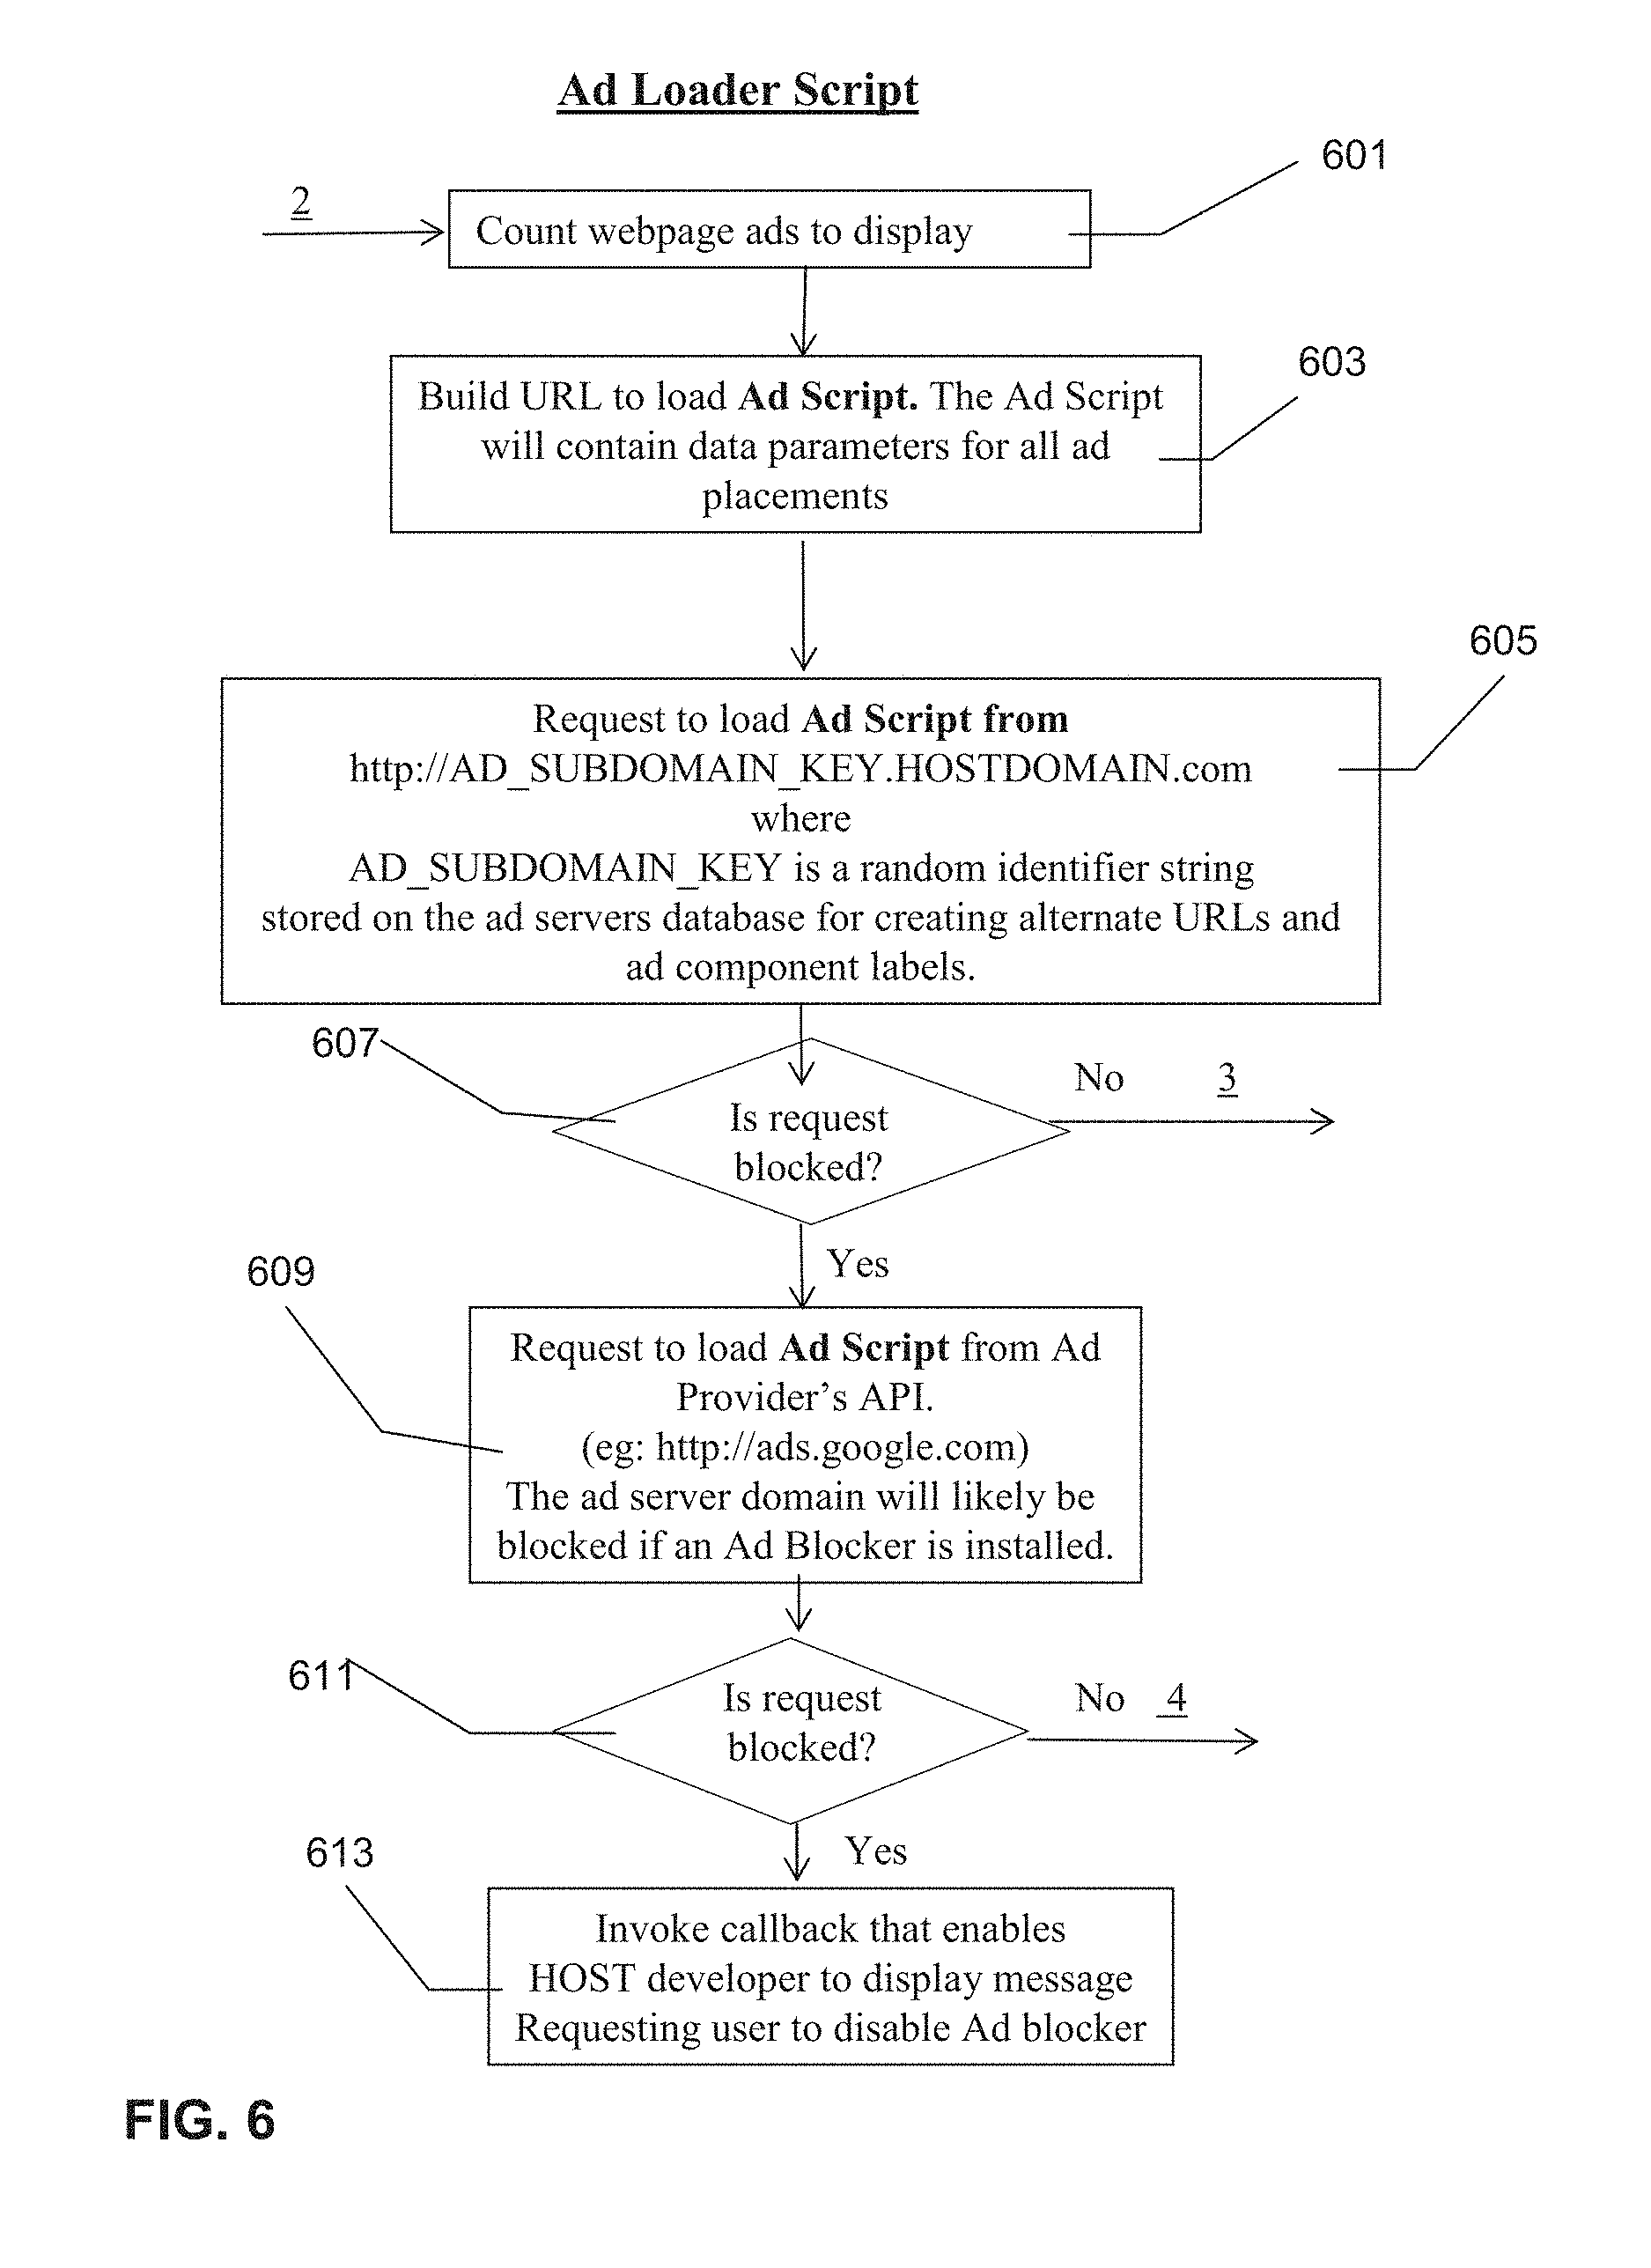 Ad Loader Script
601
2
Count webpage ads to display
603
Build URL to load Ad Script. The Ad Script
will contain data parameters for all ad
placements
605
Request to load Ad Script from
http://AD_SUBDOMAIN_KEY.HOSTDOMAIN.com
where
AD_SUBDOMAIN_KEY is a random identifier string
stored on the ad servers database for creating alternate URLs and
ad component labels.
607
No 3
Is request
blocked?
Yes
609
Request to load Ad Script from Ad
Provider’s API.
(eg: http://ads.google.com)
The ad server domain will likely be
blocked if an Ad Blocker is installed.
611
Is request
blocked?
No 4
Yes
613
Invoke callback that enables
HOST developer to display message
Requesting user to disable Ad blocker
FIG. 6